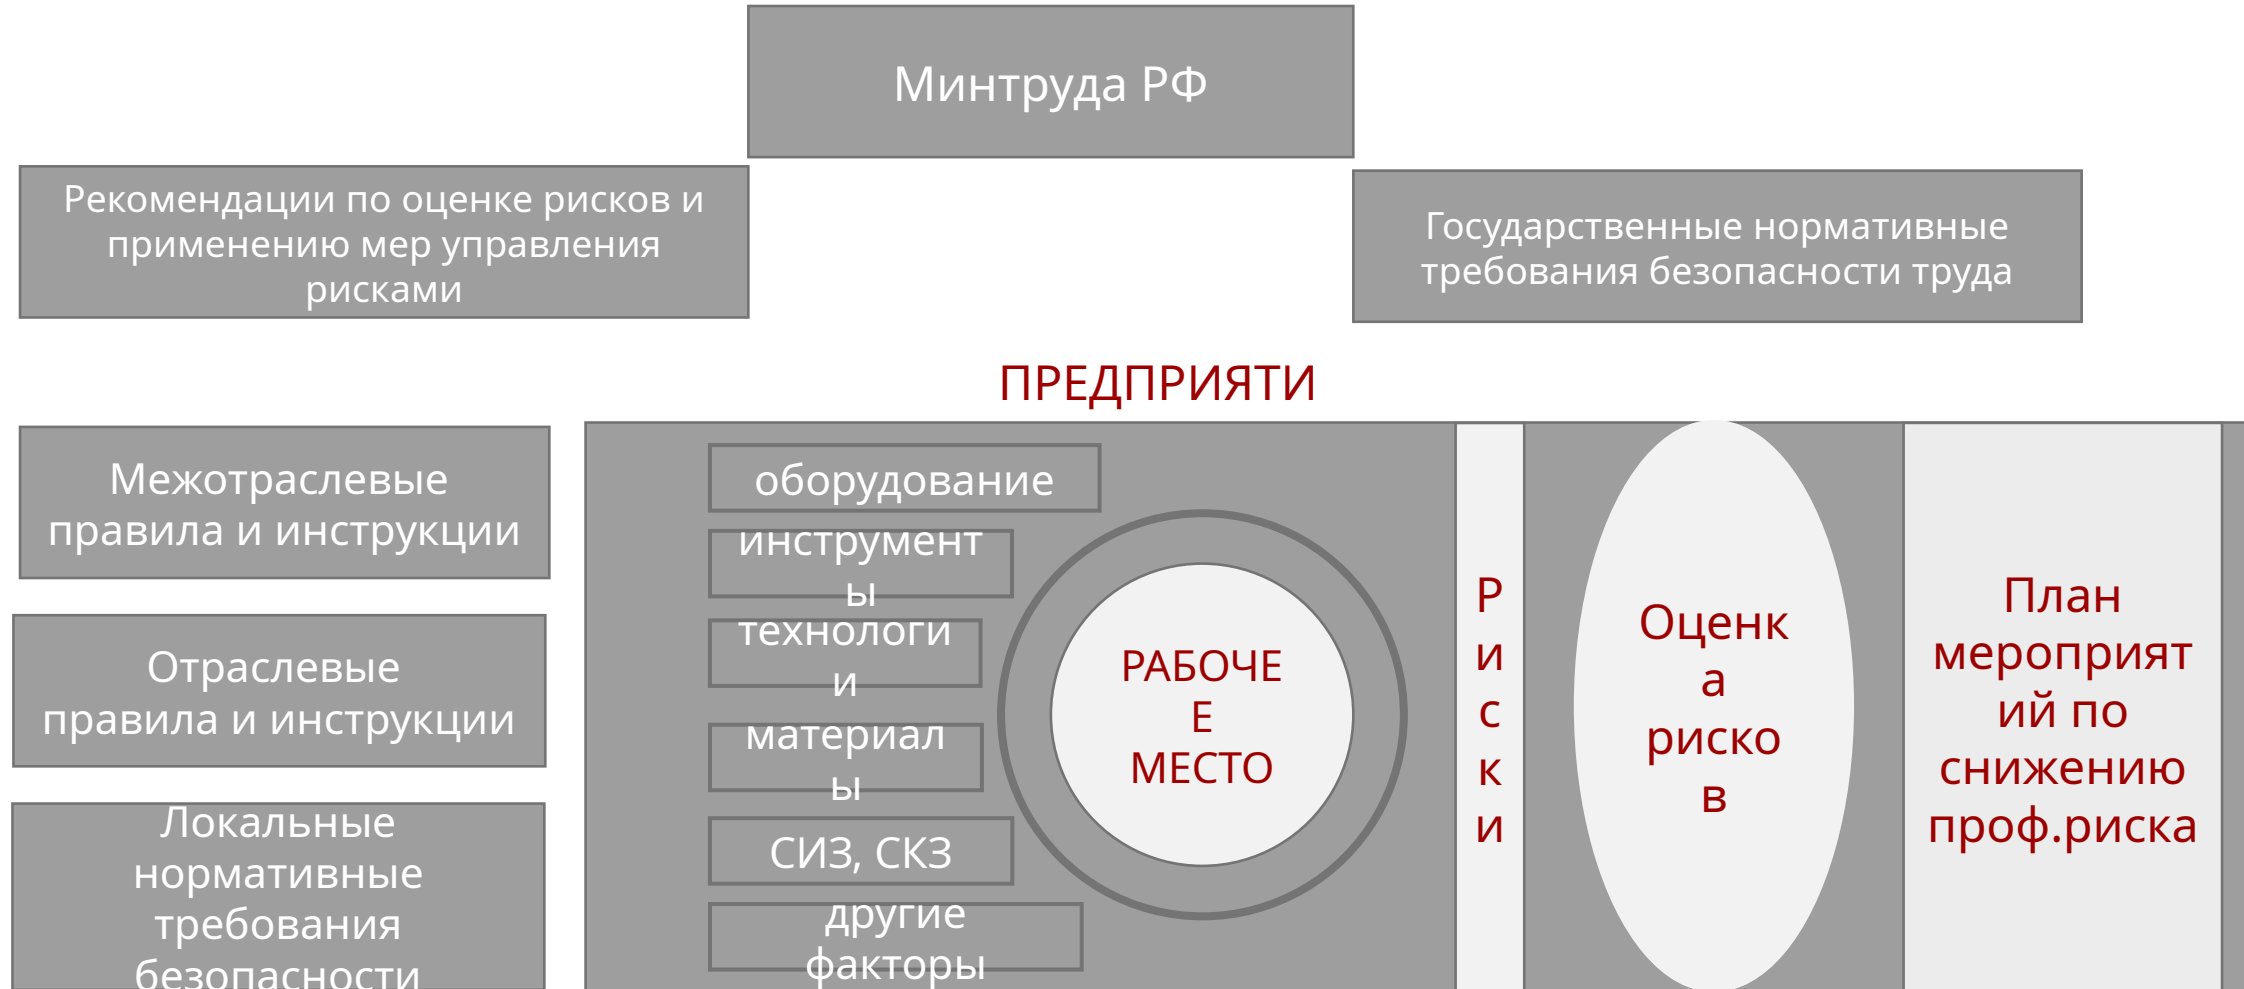 Минтруда РФ
Рекомендации по оценке рисков и
применению мер управления
рисками
Государственные нормативные
требования безопасности труда
ПРЕДПРИЯТИ
Межотраслевые
правила и инструкции
Отраслевые
правила и инструкции
Локальные
нормативные
требования
безопасности
оборудование
инструмент
ы
технологи
и
материал
ы
СИЗ, СКЗ
другие
факторы
РАБОЧЕ
Е
МЕСТО
Р
и
с
к
и
Оценк
а
риско
в
План
мероприят
ий по
снижению
проф.риска